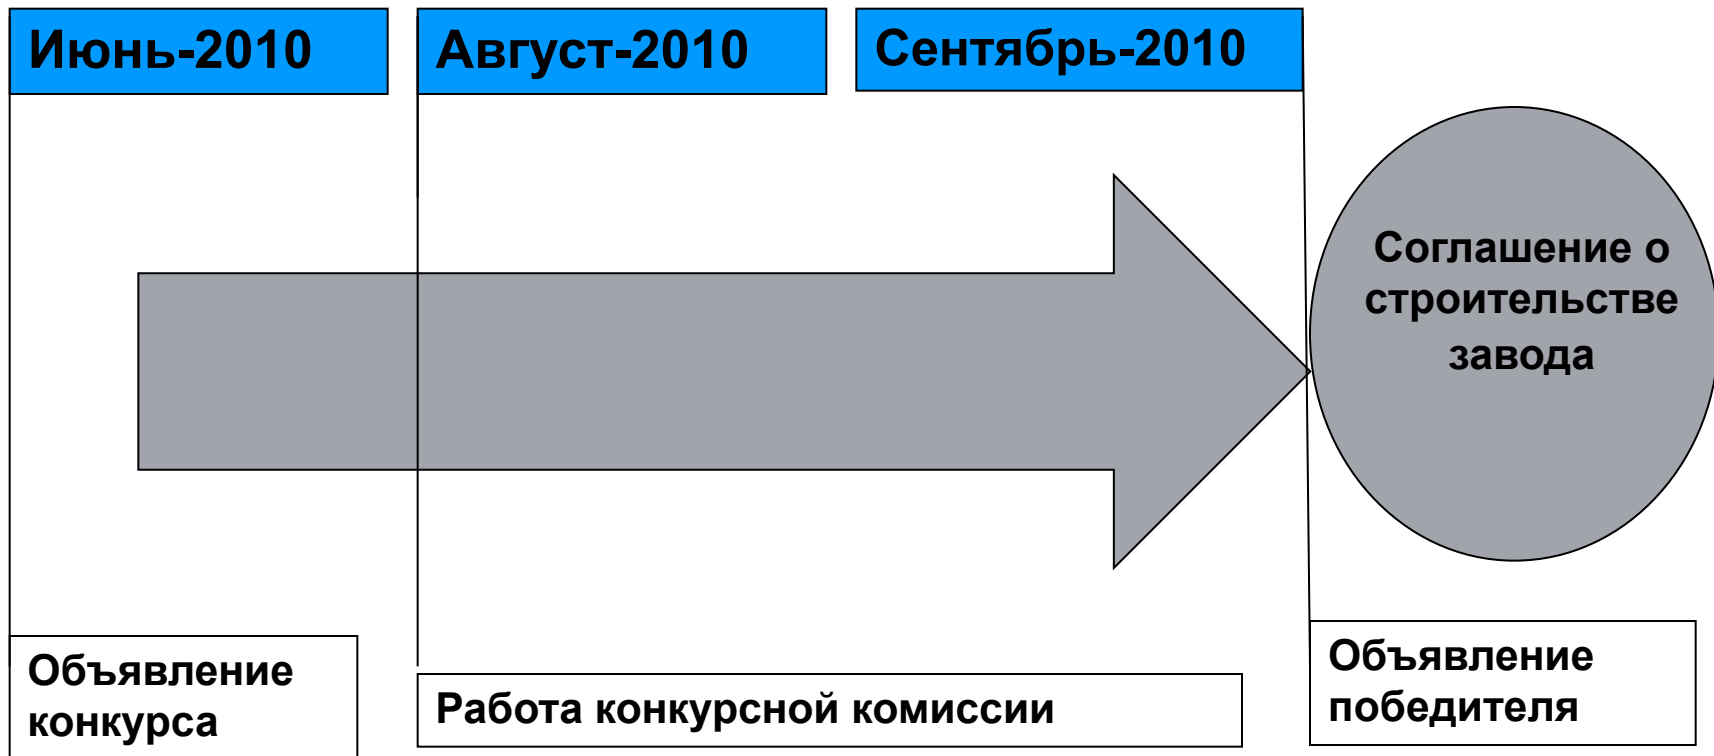 Июнь-2010
Август-2010
Сентябрь-2010
Соглашение о
строительстве
завода
Объявление
конкурса
Работа конкурсной комиссии
Объявление
победителя